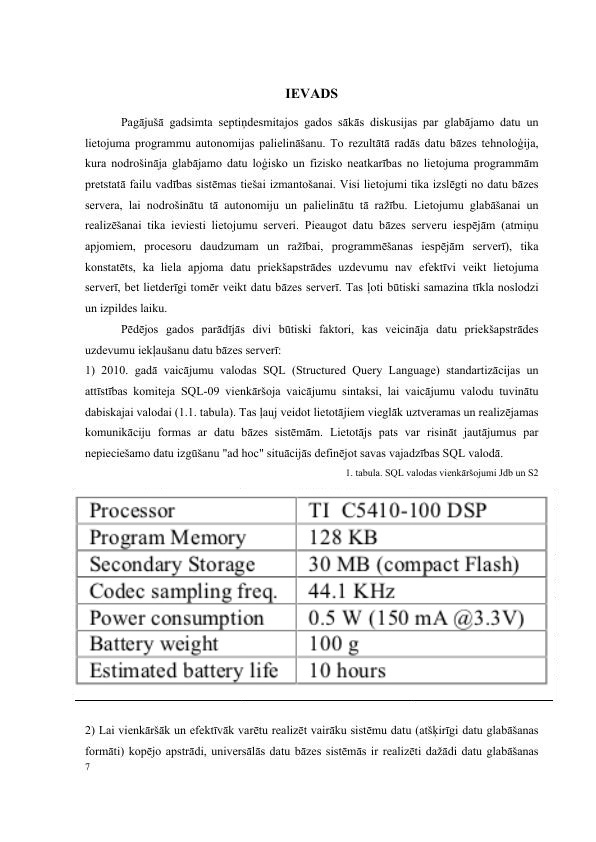 IEVADS
Pagājušā gadsimta septiņdesmitajos gados sākās diskusijas par glabājamo datu un
lietojuma programmu autonomijas palielināšanu. To rezultātā radās datu bāzes tehnoloģija,
kura nodrošināja glabājamo datu loģisko un fizisko neatkarības no lietojuma programmām
pretstatā failu vadības sistēmas tiešai izmantošanai. Visi lietojumi tika izslēgti no datu bāzes
servera, lai nodrošinātu tā autonomiju un palielinātu tā ražību. Lietojumu glabāšanai un
realizēšanai tika ieviesti lietojumu serveri. Pieaugot datu bāzes serveru iespējām (atmiņu
apjomiem, procesoru daudzumam un ražībai, programmēšanas iespējām serverī), tika
konstatēts, ka liela apjoma datu priekšapstrādes uzdevumu nav efektīvi veikt lietojuma
serverī, bet lietderīgi tomēr veikt datu bāzes serverī. Tas ļoti būtiski samazina tīkla noslodzi
un izpildes laiku.
Pēdējos gados parādījās divi būtiski faktori, kas veicināja datu priekšapstrādes
uzdevumu iekļaušanu datu bāzes serverī:
1) 2010. gadā vaicājumu valodas SQL (Structured Query Language) standartizācijas un
attīstības komiteja SQL-09 vienkāršoja vaicājumu sintaksi, lai vaicājumu valodu tuvinātu
dabiskajai valodai (1.1. tabula). Tas ļauj veidot lietotājiem vieglāk uztveramas un realizējamas
komunikāciju formas ar datu bāzes sistēmām. Lietotājs pats var risināt jautājumus par
nepieciešamo datu izgūšanu "ad hoc" situācijās definējot savas vajadzības SQL valodā.
1. tabula. SQL valodas vienkāršojumi Jdb un S2
Processor TI C5410-100 DSP
Program Memory 128 KB
Secondary Storage 30 MB (compact Flash)
Codec sampling freq. 44.1 KHz
Power consumption 0.5 W (150 mA @3.3V)
Battery weight 100 g
Estimated battery life 10 hours
2) Lai vienkāršāk un efektīvāk varētu realizēt vairāku sistēmu datu (atšķirīgi datu glabāšanas
formāti) kopējo apstrādi, universālās datu bāzes sistēmās ir realizēti dažādi datu glabāšanas
7